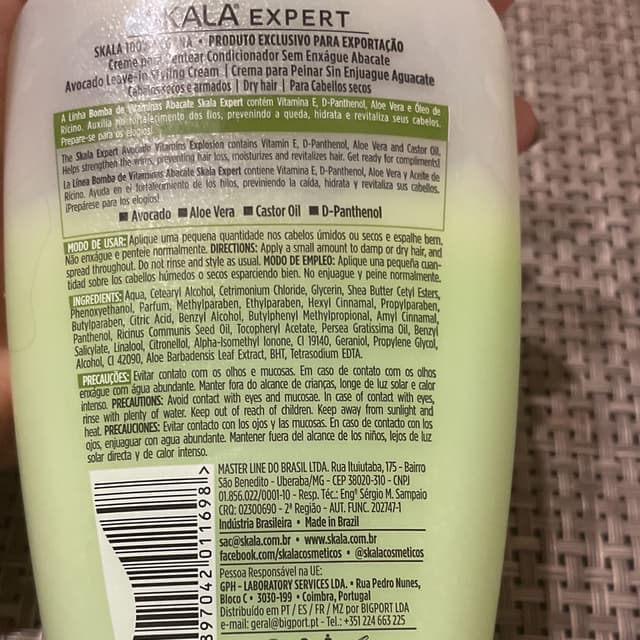 SKALA EXPERT
SKALA 100% VEGANA • PRODUTO EXCLUSIVO PARA EXPORTAÇÃO
Creme para Pentear Condicionador Sem Enxágue Abacate
Avocado Leave-in Styling Cream | Crema para Peinar Sin Enjuague Aguacate
Cabelos secos e armados | Dry hair | Para Cabellos secos
A Linha Bomba de Vitaminas Abacate Skala Expert contém Vitamina E, D-Panthenol, Aloe Vera e Óleo de
Rícino. Auxilia no fortalecimento dos fios, prevenindo a queda, hidrata e revitaliza seus cabelos.
Prepare-se para os elogios!
The Skala Expert Avocado Vitamins Explosion contains Vitamin E, D-Panthenol, Aloe Vera and Castor Oil.
Helps strengthen the wires, preventing hair loss, moisturizes and revitalizes hair. Get ready for compliments!
La Línea Bomba de Vitaminas Abacate Skala Expert contiene Vitamina E, D-Panthenol, Aloe Vera y Aceite de
Ricino. Ayuda en el fortalecimiento de los hilos, previniendo la caída, hidrata y revitaliza sus cabellos.
¡Prepárese para los elogios!
■ Avocado ■ Aloe Vera ■ Castor Oil ■ D-Panthenol
MODO DE USAR: Aplique uma pequena quantidade nos cabelos úmidos ou secos e espalhe bem.
Não enxágue e penteie normalmente. DIRECTIONS: Apply a small amount to damp or dry hair, and
spread throughout. Do not rinse and style as usual. MODO DE EMPLEO: Aplique una pequeña cuan-
tidad sobre los cabellos húmedos o secos esparciendo bien. No enjuague y peine normalmente.
INGREDIENTS: Aqua, Cetearyl Alcohol, Cetrimonium Chloride, Glycerin, Shea Butter Cetyl Esters,
Phenoxyethanol, Parfum, Methylparaben, Ethylparaben, Hexyl Cinnamal, Propylparaben,
Butylparaben, Citric Acid, Benzyl Alcohol, Butylphenyl Methylpropional, Amyl Cinnamal,
Panthenol, Ricinus Communis Seed Oil, Tocopheryl Acetate, Persea Gratissima Oil, Benzyl
Salicylate, Linalool, Citronellol, Alpha-Isomethyl Ionone, CI 19140, Geraniol, Propylene Glycol,
Alcohol, CI 42090, Aloe Barbadensis Leaf Extract, BHT, Tetrasodium EDTA.
PRECAUÇÕES: Evitar contato com os olhos e mucosas. Em caso de contato com os olhos
enxágue com água abundante. Manter fora do alcance de crianças, longe de luz solar e calor
intenso. PRECAUTIONS: Avoid contact with eyes and mucosae. In case of contact with eyes,
rinse with plenty of water. Keep out of reach of children. Keep away from sunlight and
heat. PRECAUCIONES: Evitar contacto con los ojos y las mucosas. En caso de contacto con los
ojos, enjuaguar con agua abundante. Mantener fuera del alcance de los niños, lejos de luz
solar directa y de calor intenso.
MASTER LINE DO BRASIL LTDA. Rua Ituiutaba, 175 - Bairro
São Benedito - Uberaba/MG - CEP 38020-310 - CNPJ
01.856.022/0001-10 - Resp. Téc.: Engº Sérgio M. Sampaio
CRQ: 02300690 - 2ª Região - AUT. FUNC. 202747-1
Indústria Brasileira • Made in Brazil
sac@skala.com.br • www.skala.com.br
facebook.com/skalacosmeticos • @skalacosmeticos
Pessoa Responsável na UE:
GPH - LABORATORY SERVICES LDA. • Rua Pedro Nunes,
Bloco C • 3030-199 • Coimbra, Portugal
Distribuído em PT / ES / FR / MZ por BIGPORT LDA
e-mail: geral@bigport.pt - Tel.: +351 224 663 225
897042 011698 >